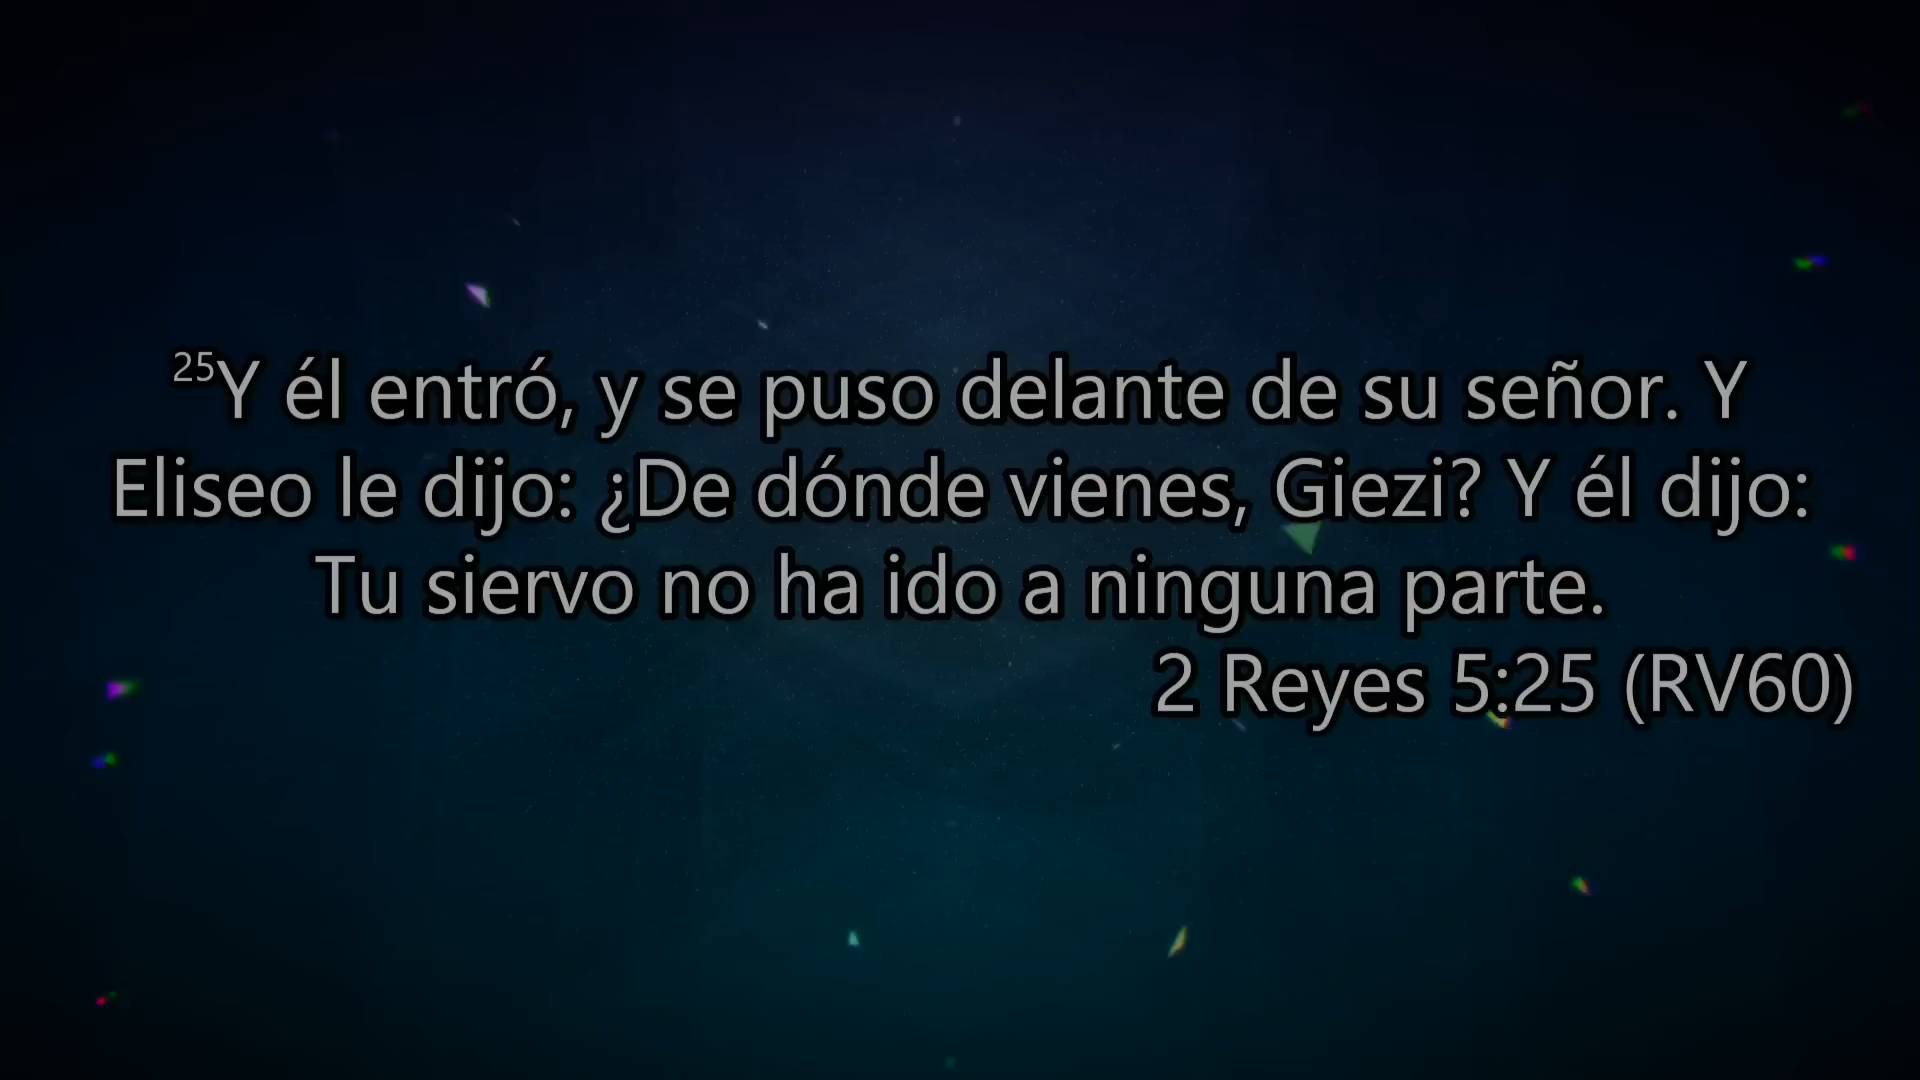 25Y él entró, y se puso delante de su señor. Y
Eliseo le dijo: ¿De dónde vienes, Giezi? Y él dijo:
Tu siervo no ha ido a ninguna parte.
2 Reyes 5:25 (RV60)